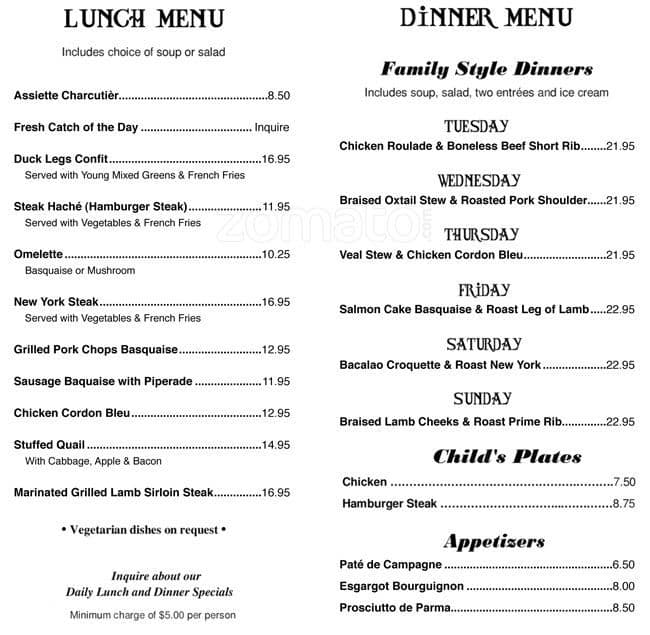 LUNCH MENU
Includes choice of soup or salad
Assiette Charcutièr...............................................8.50
Fresh Catch of the Day ................................... Inquire
Duck Legs Confit................................................16.95
Served with Young Mixed Greens & French Fries
Steak Haché (Hamburger Steak).......................11.95
Served with Vegetables & French Fries
Omelette ..............................................................10.25
Basquaise or Mushroom
New York Steak...................................................16.95
Served with Vegetables & French Fries
Grilled Pork Chops Basquaise..........................12.95
Sausage Baquaise with Piperade .....................11.95
Chicken Cordon Bleu.........................................12.95
Stuffed Quail .......................................................14.95
With Cabbage, Apple & Bacon
Marinated Grilled Lamb Sirloin Steak...............16.95
• Vegetarian dishes on request •
Inquire about our
Daily Lunch and Dinner Specials
Minimum charge of $5.00 per person
DINNER MENU
Family Style Dinners
Includes soup, salad, two entrées and ice cream
TUESDAY
Chicken Roulade & Boneless Beef Short Rib........21.95
WEDNESDAY
Braised Oxtail Stew & Roasted Pork Shoulder......21.95
THURSDAY
Veal Stew & Chicken Cordon Bleu..........................21.95
FRiDAY
Salmon Cake Basquaise & Roast Leg of Lamb.....22.95
SATURDAY
Bacalao Croquette & Roast New York ....................22.95
SUNDAY
Braised Lamb Cheeks & Roast Prime Rib..............22.95
Child's Plates
Chicken ......................................................7.50
Hamburger Steak ..........................................8.75
Appetizers
Paté de Campagne .....................................................6.50
Esgargot Bourguignon ..............................................8.00
Prosciutto de Parma...................................................8.50
zomato.com